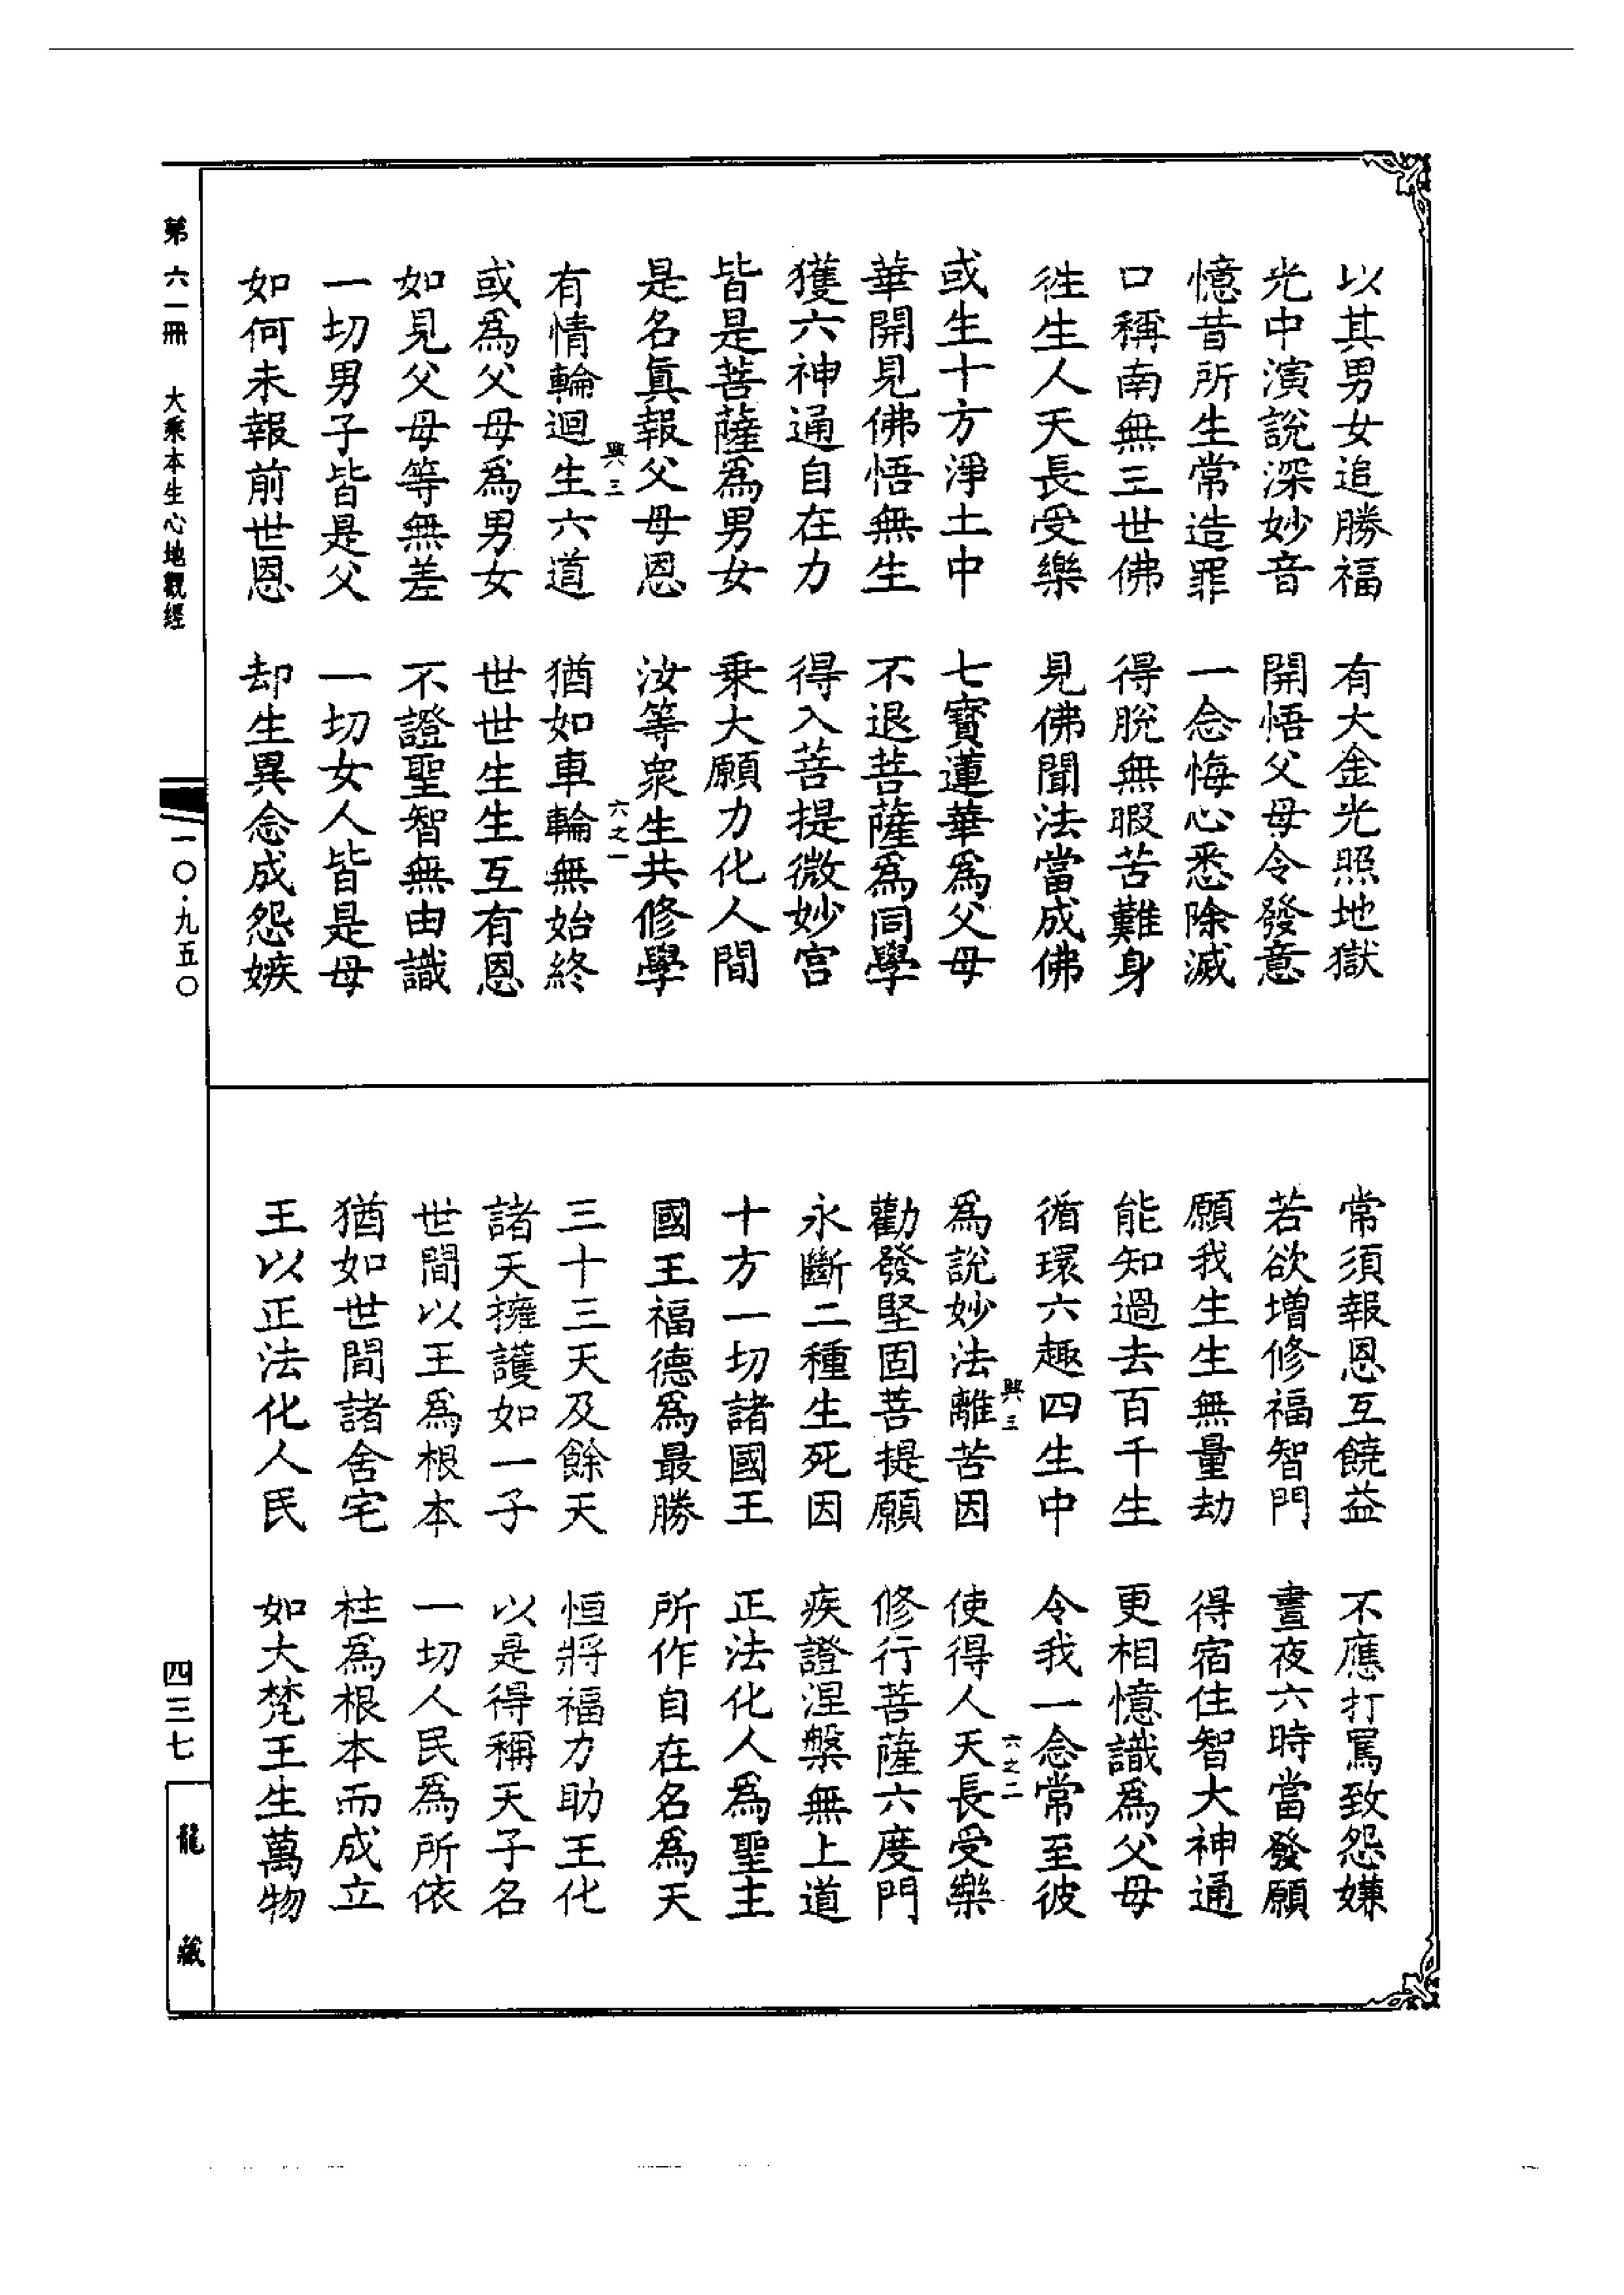 以其男女追勝福　有大金光照地獄
光中演說深妙音　開悟父母令發意
憶昔所生常造罪　一念悔心悉除滅
口稱南無三世佛　得脫無暇苦難身
徃生人天長受樂　見佛聞法當成佛
或生十方淨土中　七寶蓮華爲父母
華開見佛悟無生　不退菩薩爲同學
獲六神通自在力　得入菩提微妙宮
皆是菩薩爲男女　乗大願力化人間
是名眞報父母恩　汝等衆生共修學
興三　六之一
有情輪迴生六道　猶如車輪無始終
或爲父母爲男女　世世生生互有恩
如見父母等無差　不證聖智無由識
一切男子皆是父　一切女人皆是母
如何未報前世恩　却生異念成怨嫉
常須報恩互饒益　不應打罵致怨嫌
若欲增修福智門　晝夜六時當發願
願我生生無量劫　得宿住智大神通
能知過去百千生　更相憶識爲父母
循環六趣四生中　令我一念常至彼
興三　六之二
爲說妙法離苦因　使得人天長受樂
勸發堅固菩提願　修行菩薩六度門
永斷二種生死因　疾證涅槃無上道
十方一切諸國王　正法化人爲聖主
國王福德爲最勝　所作自在名爲天
三十三天及餘天　恒將福力助王化
諸天擁護如一子　以是得稱天子名
世間以王爲根本　一切人民爲所依
猶如世間諸舍宅　柱爲根本而成立
王以正法化人民　如大梵王生萬物
第六一冊　大乘本生心地觀經
一〇·九五〇
四三七
龍藏